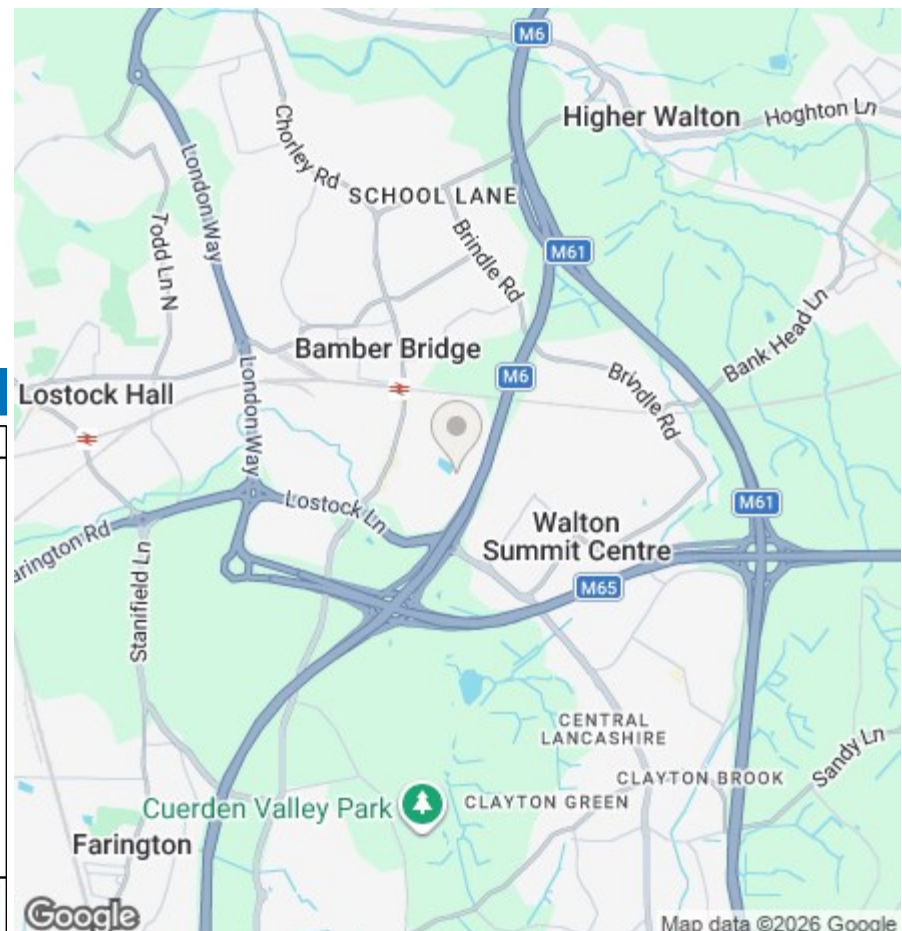 M6
Higher Walton
Hoghton Ln
Chorley Rd
London Way
SCHOOL LANE
Todd Ln N
Brindle Rd
M61
Bank Head Ln
Bamber Bridge
M6
Lostock Hall
London Way
Brindle Rd
M61
Lostock Ln
Walton
Summit Centre
arington Rd
Stanifield Ln
M65
CENTRAL
LANCASHIRE
Sandy Ln
CLAYTON BROOK
Cuerden Valley Park
CLAYTON GREEN
Farington
Google
Map data ©2026 Google